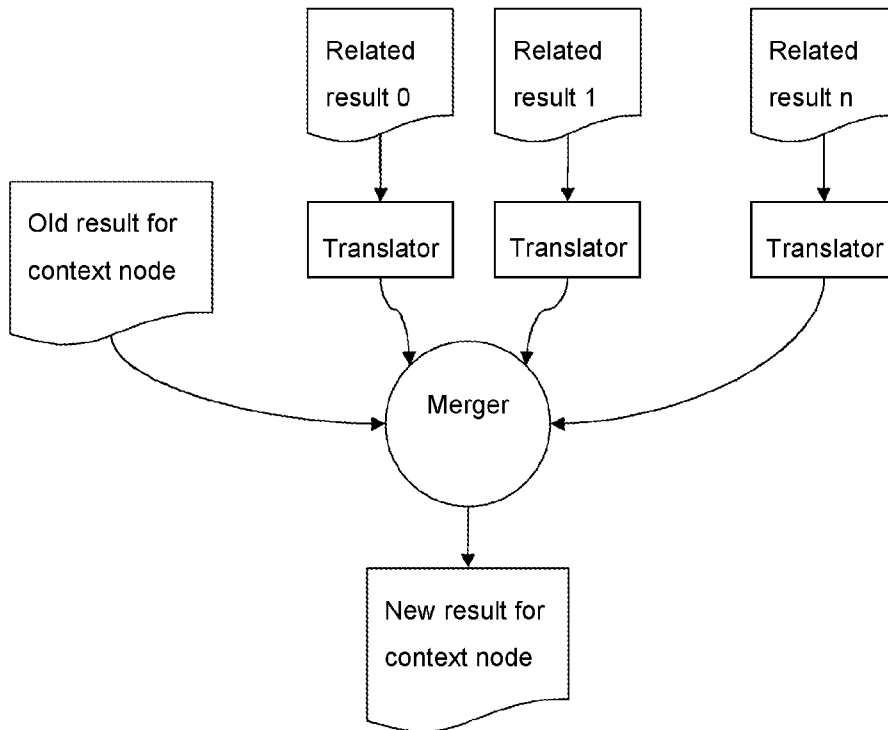 Related
result 0
Related
result 1
Related
result n
Old result for
context node
Translator
Translator
Translator
Merger
New result for
context node